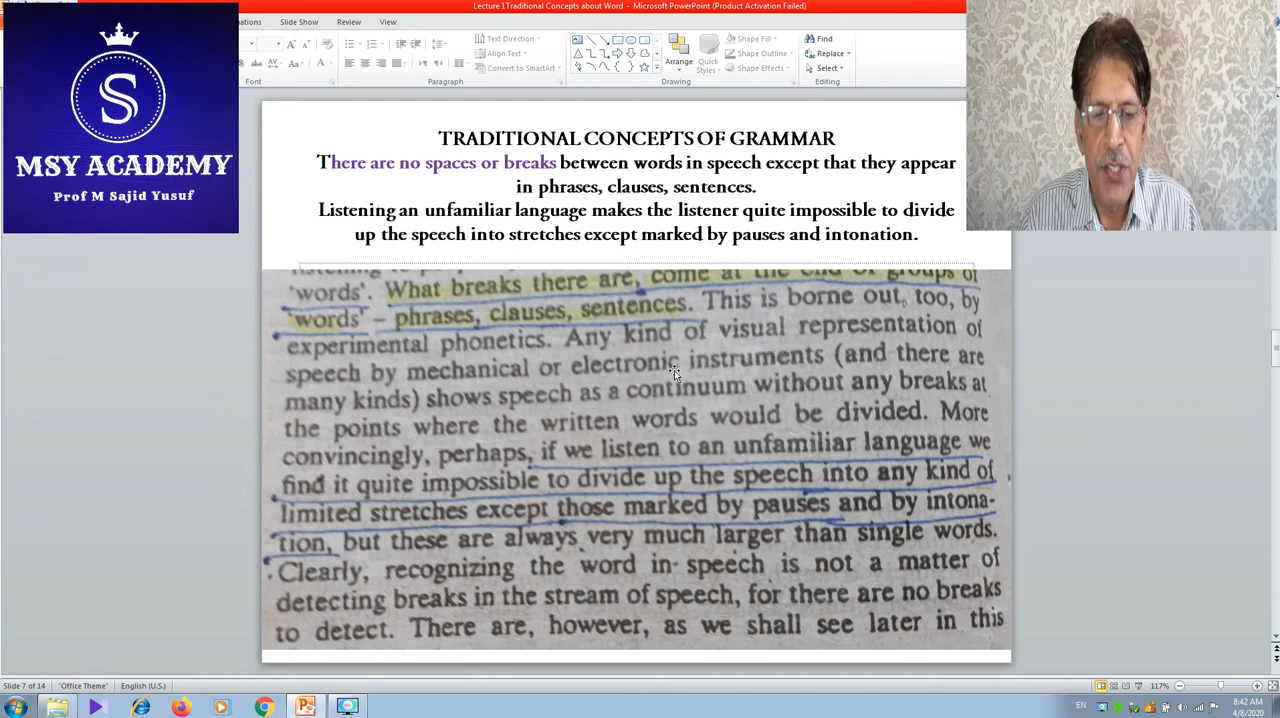 Lecture 1Traditional Concepts about Word - Microsoft PowerPoint (Product Activation Failed)
Slide Show Review View
Text Direction
Align Text
Convert to SmartArt
Arrange
Quick Styles
Shape Fill
Shape Outline
Shape Effects
Find
Replace
Select
Font Paragraph Drawing Editing
S
MSY ACADEMY
Prof M Sajid Yusuf
TRADITIONAL CONCEPTS OF GRAMMAR
There are no spaces or breaks between words in speech except that they appear
in phrases, clauses, sentences.
Listening an unfamiliar language makes the listener quite impossible to divide
up the speech into stretches except marked by pauses and intonation.
'words'. What breaks there are, come at the end of groups of
'words' – phrases, clauses, sentences. This is borne out, too, by
experimental phonetics. Any kind of visual representation of
speech by mechanical or electronic instruments (and there are
many kinds) shows speech as a continuum without any breaks at
the points where the written words would be divided. More
convincingly, perhaps, if we listen to an unfamiliar language we
find it quite impossible to divide up the speech into any kind of
limited stretches except those marked by pauses and by intona-
tion, but these are always very much larger than single words.
Clearly, recognizing the word in speech is not a matter of
detecting breaks in the stream of speech, for there are no breaks
to detect. There are, however, as we shall see later in this
Slide 7 of 14 "Office Theme" English (U.S.) 117%
EN 8:42 AM
4/8/2020